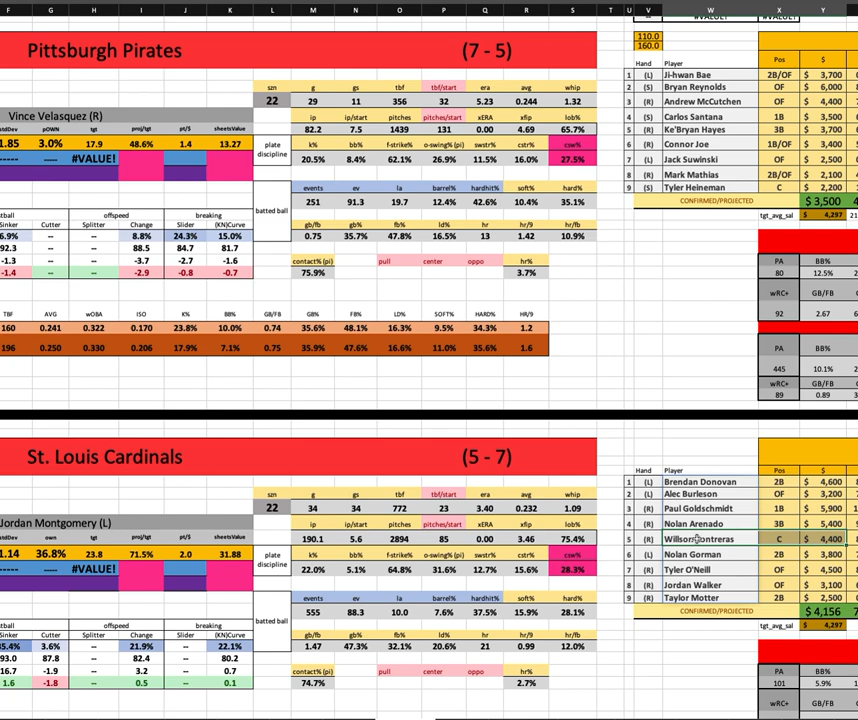 F G H I J K L M N O P Q R S T U V W X Y
-- #VALUE! #VALUE!
Pittsburgh Pirates (7 - 5)
110.0
160.0
Hand Player Pos $
szn g gs tbf tbf/start era avg whip
22 29 11 356 32 5.23 0.244 1.32
Vince Velasquez (R)
ip ip/start pitches pitches/start xERA xfip lob%
82.2 7.5 1439 131 0.00 4.69 65.7%
stdDev pOWN tgt proj/tgt pt/$ sheetsValue
1.85 3.0% 17.9 48.6% 1.4 13.27
----- ---- #VALUE!
plate discipline
k% bb% f-strike% o-swing% (pi) swstr% cstr% csw%
20.5% 8.4% 62.1% 26.9% 11.5% 16.0% 27.5%
batted ball
events ev la barrel% hardhit% soft% hard%
251 91.3 19.7 12.4% 42.6% 10.4% 35.1%
gb/fb gb% fb% ld% hr hr/9 hr/fb
0.75 35.7% 47.8% 16.5% 13 1.42 10.9%
contact% (pi) pull center oppo hr%
75.9% 3.7%
offspeed breaking
Cutter Splitter Change Slider (KN)Curve
6.9% -- -- 8.8% 24.3% 15.0%
92.3 -- -- 88.5 84.7 81.7
-1.3 -- -- -3.7 -2.7 -1.6
-1.4 -- -- -2.9 -0.8 -0.7
TBF AVG wOBA ISO K% BB% GB/FB GB% FB% LD% SOFT% HARD% HR/9
160 0.241 0.322 0.170 23.8% 10.0% 0.74 35.6% 48.1% 16.3% 9.5% 34.3% 1.2
196 0.250 0.330 0.206 17.9% 7.1% 0.75 35.9% 47.6% 16.6% 11.0% 35.6% 1.6
1 (L) Ji-hwan Bae 2B/OF $ 3,700
2 (S) Bryan Reynolds OF $ 6,000
3 (R) Andrew McCutchen OF $ 4,400
4 (S) Carlos Santana 1B $ 3,500
5 (R) Ke'Bryan Hayes 3B $ 3,700
6 (R) Connor Joe 1B/OF $ 3,400
7 (L) Jack Suwinski OF $ 2,500
8 (R) Mark Mathias 2B/OF $ 2,100
9 (S) Tyler Heineman C $ 2,200
CONFIRMED/PROJECTED $ 3,500
tgt_avg_sal $ 4,297
PA BB%
80 12.5%
wRC+ GB/FB
92 2.67
PA BB%
445 10.1%
wRC+ GB/FB
89 0.89
St. Louis Cardinals (5 - 7)
Hand Player Pos $
szn g gs tbf tbf/start era avg whip
22 34 34 772 23 3.40 0.232 1.09
Jordan Montgomery (L)
ip ip/start pitches pitches/start xERA xfip lob%
190.1 5.6 2894 85 0.00 3.46 75.4%
stdDev own tgt proj/tgt pt/$ sheetsValue
1.14 36.8% 23.8 71.5% 2.0 31.88
----- ---- #VALUE!
plate discipline
k% bb% f-strike% o-swing% (pi) swstr% cstr% csw%
22.0% 5.1% 64.8% 31.6% 12.7% 15.6% 28.3%
batted ball
events ev la barrel% hardhit% soft% hard%
555 88.3 10.0 7.6% 37.5% 15.9% 28.1%
gb/fb gb% fb% ld% hr hr/9 hr/fb
1.47 47.3% 32.1% 20.6% 21 0.99 12.0%
contact% (pi) pull center oppo hr%
74.7% 2.7%
offspeed breaking
Cutter Splitter Change Slider (KN)Curve
35.4% 3.6% -- 21.9% -- 22.1%
93.0 87.8 -- 82.4 -- 80.2
16.7 -1.9 -- 3.2 -- 0.7
1.6 -1.8 -- 0.5 -- 0.1
1 (L) Brendan Donovan 2B $ 4,600
2 (L) Alec Burleson OF $ 3,200
3 (R) Paul Goldschmidt 1B $ 5,900
4 (R) Nolan Arenado 3B $ 5,400
5 (R) Willson Contreras C $ 4,400
6 (L) Nolan Gorman 2B $ 3,800
7 (R) Tyler O'Neill OF $ 4,500
8 (R) Jordan Walker OF $ 3,100
9 (R) Taylor Motter 2B $ 2,500
CONFIRMED/PROJECTED $ 4,156
tgt_avg_sal $ 4,297
PA BB%
101 5.9%
wRC+ GB/FB